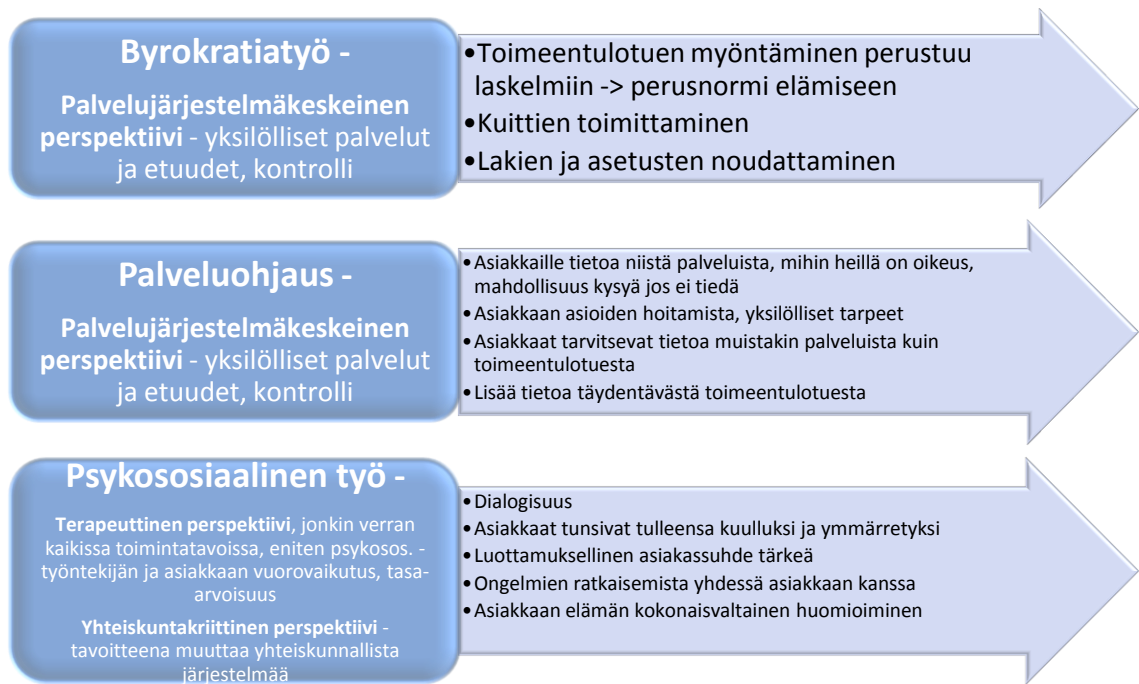 Byrokratiatyö -
Palvelujärjestelmäkeskeinen
perspektiivi - yksilölliset palvelut
ja etuudet, kontrolli
•Toimeentulotuen myöntäminen perustuu
laskelmiin -> perusnormi elämiseen
•Kuittien toimittaminen
•Lakien ja asetusten noudattaminen
Palveluohjaus -
Palvelujärjestelmäkeskeinen
perspektiivi - yksilölliset palvelut
ja etuudet, kontrolli
•Asiakkaille tietoa niistä palveluista, mihin heillä on oikeus,
mahdollisuus kysyä jos ei tiedä
•Asiakkaan asioiden hoitamista, yksilölliset tarpeet
•Asiakkaat tarvitsevat tietoa muistakin palveluista kuin
toimeentulotuesta
•Lisää tietoa täydentävästä toimeentulotuesta
Psykososiaalinen työ -
Terapeuttinen perspektiivi, jonkin verran
kaikissa toimintatavoissa, eniten psykosos. -
työntekijän ja asiakkaan vuorovaikutus, tasa-
arvoisuus
Yhteiskuntakriittinen perspektiivi -
tavoitteena muuttaa yhteiskunnallista
järjestelmää
•Dialogisuus
•Asiakkaat tunsivat tulleensa kuulluksi ja ymmärretyksi
•Luottamuksellinen asiakassuhde tärkeä
•Ongelmien ratkaisemista yhdessä asiakkaan kanssa
•Asiakkaan elämän kokonaisvaltainen huomioiminen